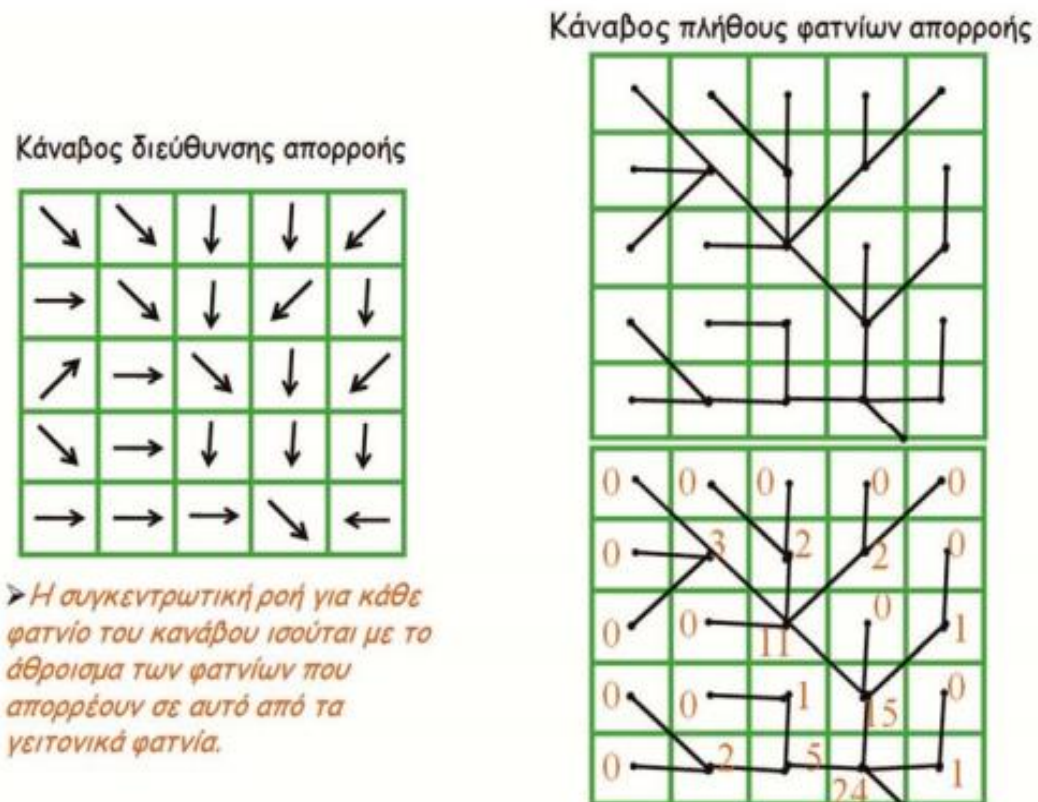 Κάναβος πλήθους φατνίων απορροής
Κάναβος διεύθυνσης απορροής
➢Η συγκεντρωτική ροή για κάθε
φατνίο του κανάβου ισούται με το
άθροισμα των φατνίων που
απορρέουν σε αυτό από τα
γειτονικά φατνία.
0 0 0 0 0
0 3 2 2 0
0 0 11 0 1
0 0 1 15 0
0 2 5 24 1